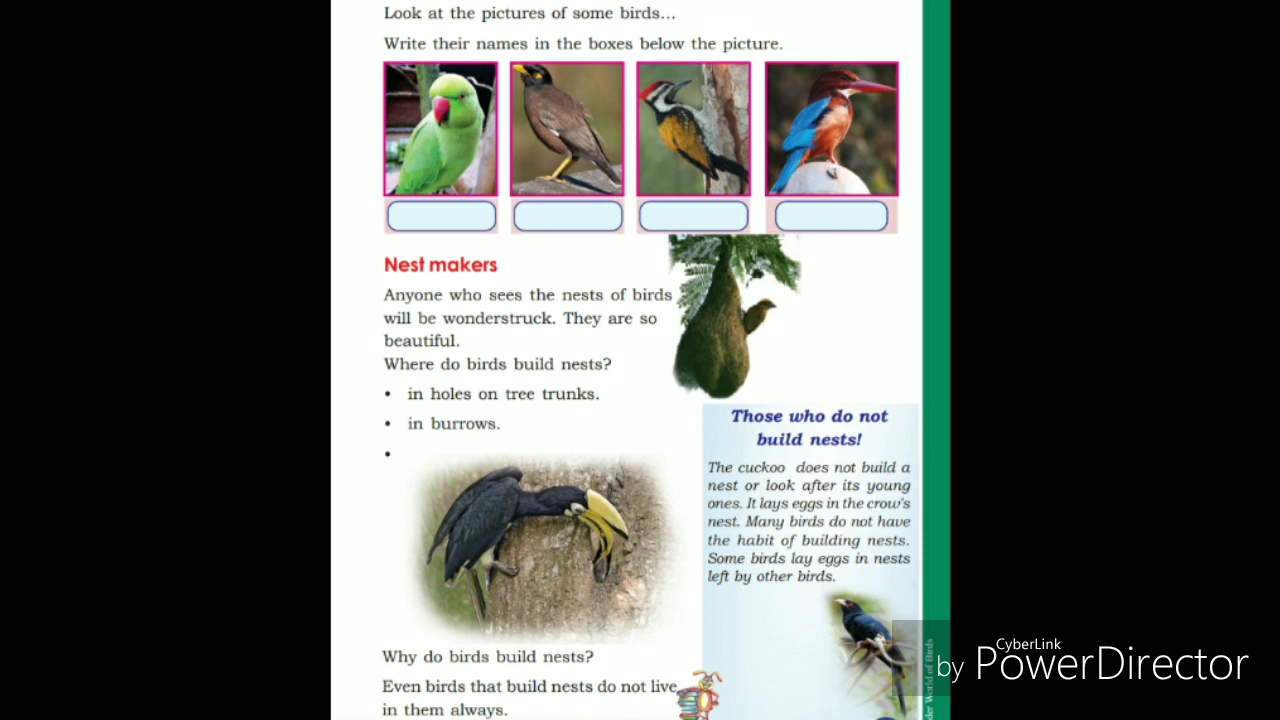 Look at the pictures of some birds...
Write their names in the boxes below the picture.
Nest makers
Anyone who sees the nests of birds
will be wonderstruck. They are so
beautiful.
Where do birds build nests?
• in holes on tree trunks.
• in burrows.
•
Those who do not
build nests!
The cuckoo does not build a
nest or look after its young
ones. It lays eggs in the crow's
nest. Many birds do not have
the habit of building nests.
Some birds lay eggs in nests
left by other birds.
Why do birds build nests?
Even birds that build nests do not live
in them always.
World of Birds
CyberLink
by PowerDirector